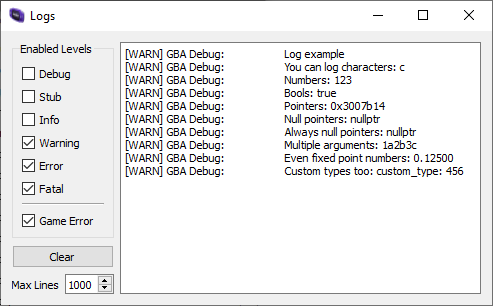 Logs
Enabled Levels
Debug
Stub
Info
Warning
Error
Fatal
Game Error
Clear
Max Lines 1000
[WARN] GBA Debug: Log example
[WARN] GBA Debug: You can log characters: c
[WARN] GBA Debug: Numbers: 123
[WARN] GBA Debug: Bools: true
[WARN] GBA Debug: Pointers: 0x3007b14
[WARN] GBA Debug: Null pointers: nullptr
[WARN] GBA Debug: Always null pointers: nullptr
[WARN] GBA Debug: Multiple arguments: 1a2b3c
[WARN] GBA Debug: Even fixed point numbers: 0.12500
[WARN] GBA Debug: Custom types too: custom_type: 456